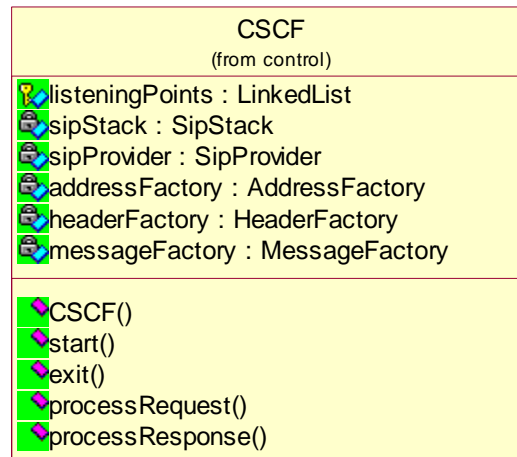 CSCF
(from control)
listeningPoints : LinkedList
sipStack : SipStack
sipProvider : SipProvider
addressFactory : AddressFactory
headerFactory : HeaderFactory
messageFactory : MessageFactory
CSCF()
start()
exit()
processRequest()
processResponse()